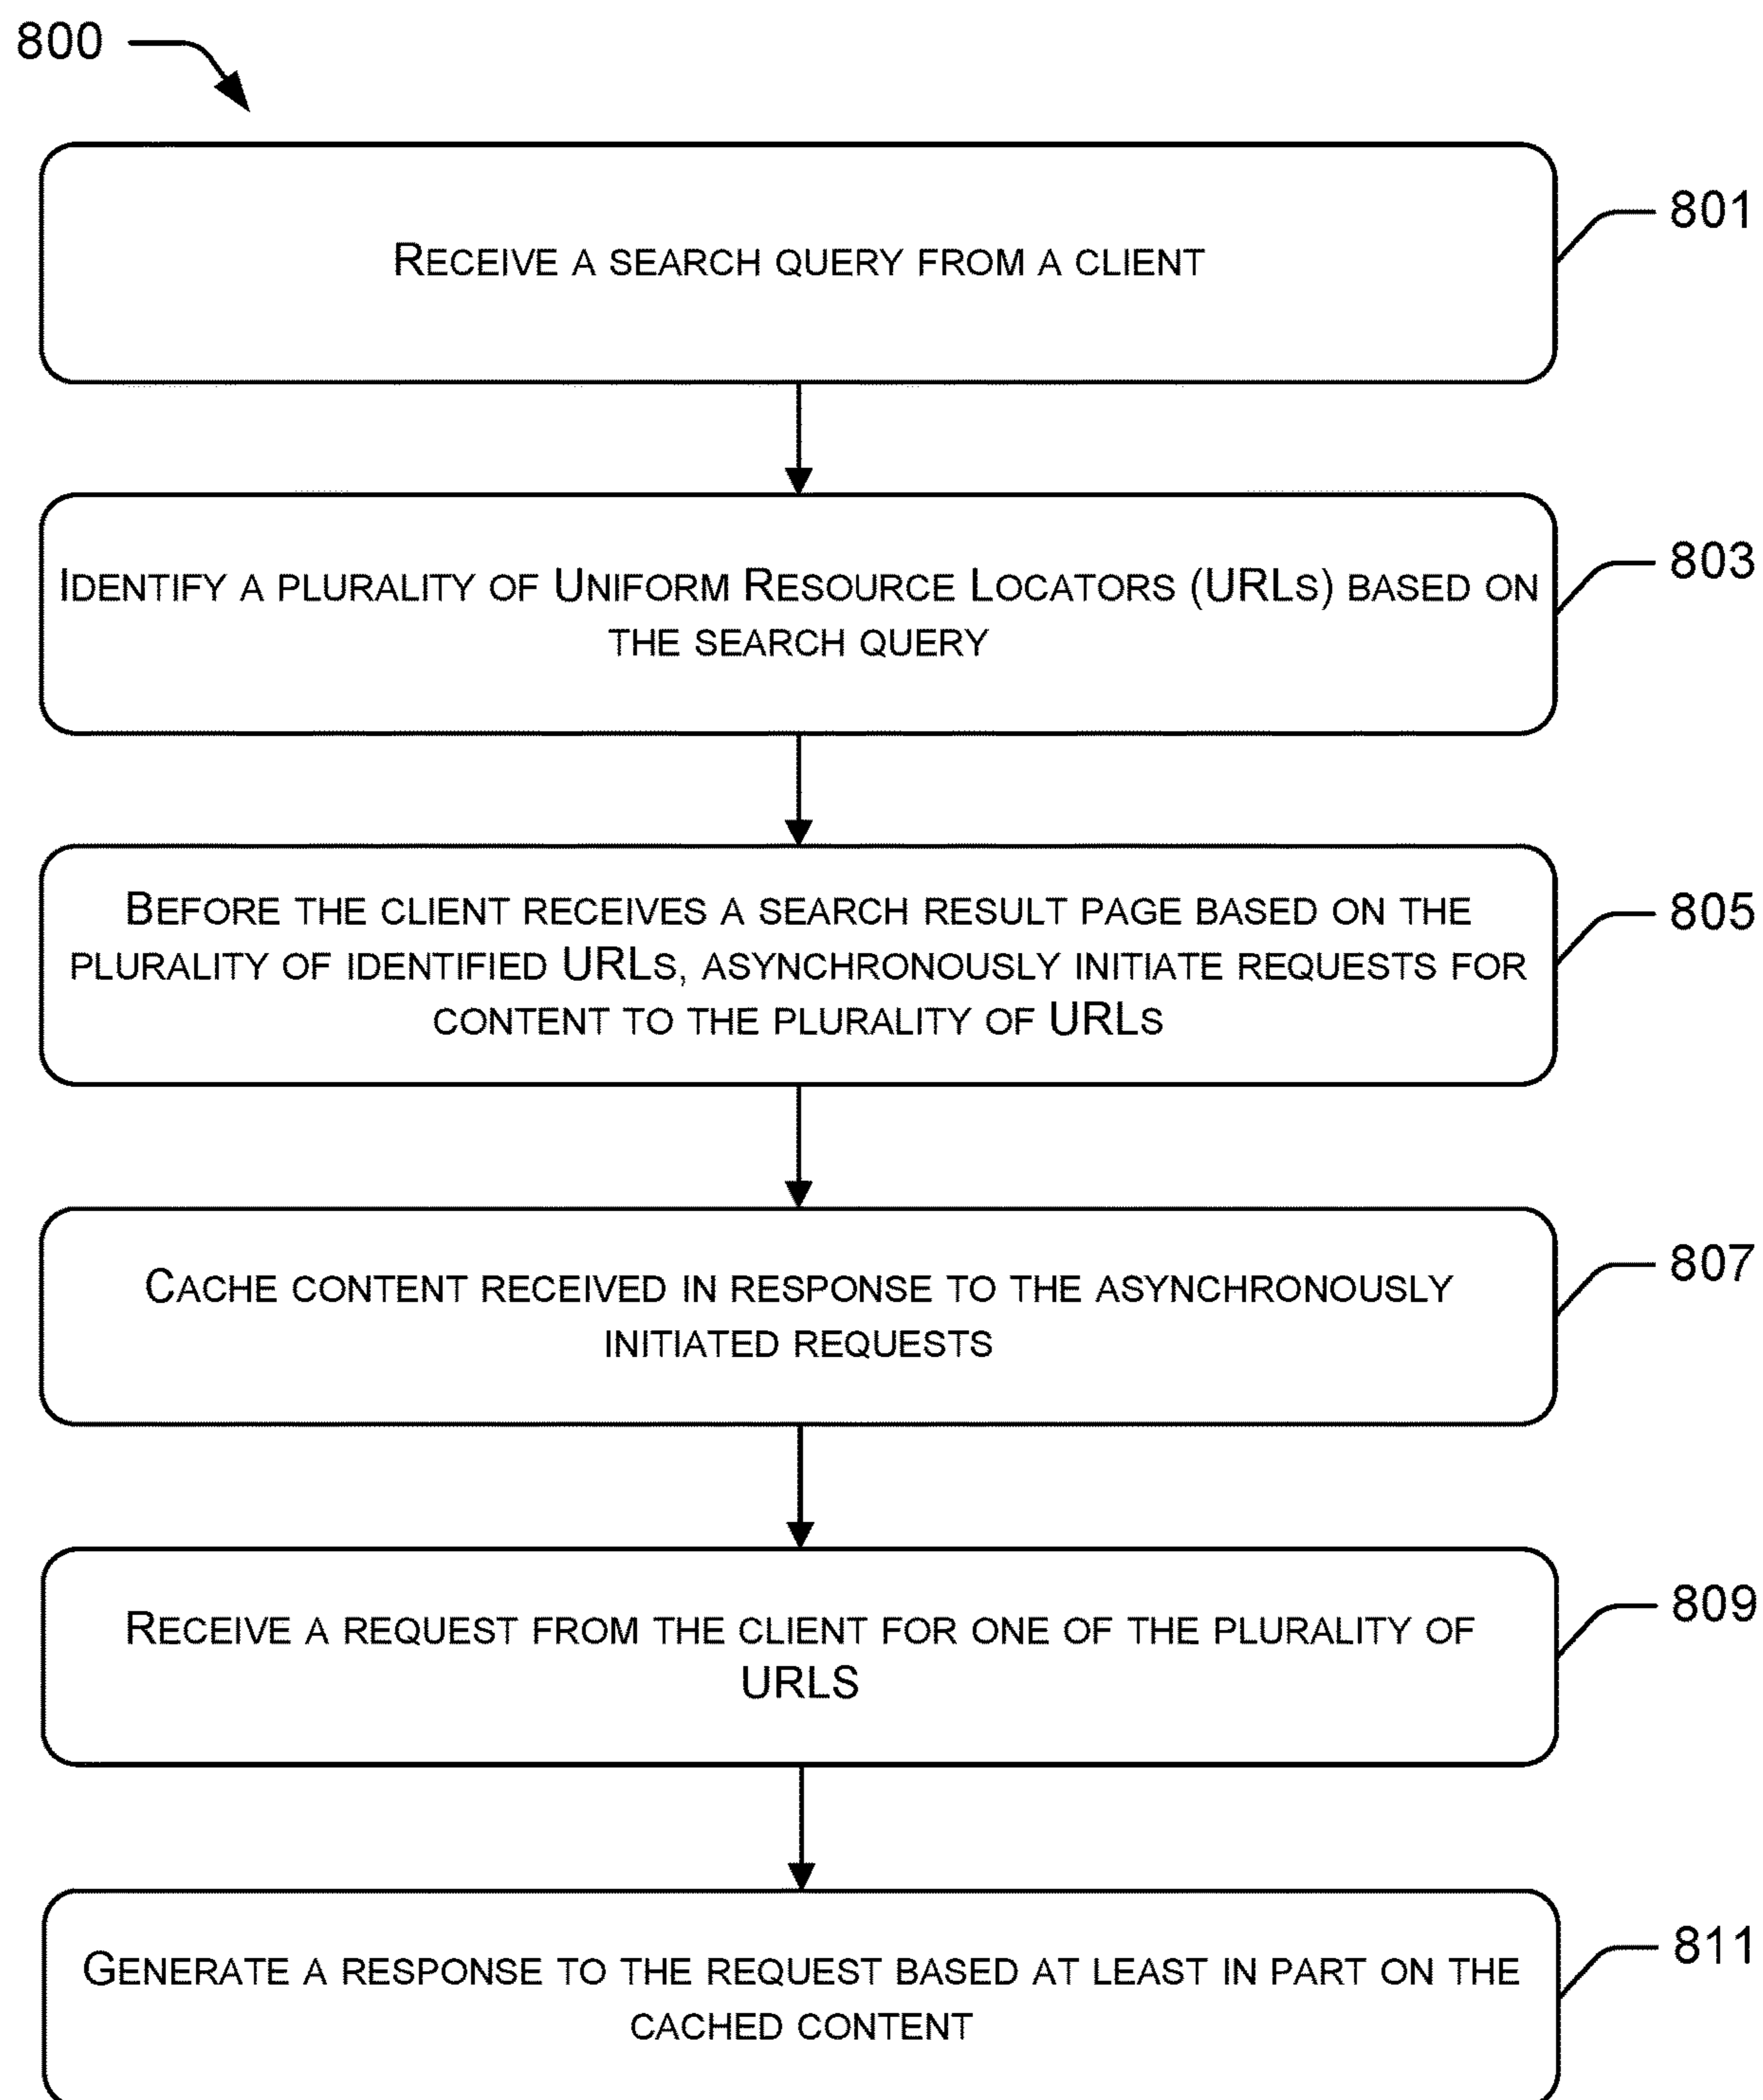 800
RECEIVE A SEARCH QUERY FROM A CLIENT
801
IDENTIFY A PLURALITY OF UNIFORM RESOURCE LOCATORS (URLS) BASED ON
THE SEARCH QUERY
803
BEFORE THE CLIENT RECEIVES A SEARCH RESULT PAGE BASED ON THE
PLURALITY OF IDENTIFIED URLS, ASYNCHRONOUSLY INITIATE REQUESTS FOR
CONTENT TO THE PLURALITY OF URLS
805
CACHE CONTENT RECEIVED IN RESPONSE TO THE ASYNCHRONOUSLY
INITIATED REQUESTS
807
RECEIVE A REQUEST FROM THE CLIENT FOR ONE OF THE PLURALITY OF
URLS
809
GENERATE A RESPONSE TO THE REQUEST BASED AT LEAST IN PART ON THE
CACHED CONTENT
811